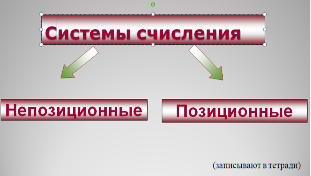 Системы счисления
Непозиционные
Позиционные
(записывают в тетради)